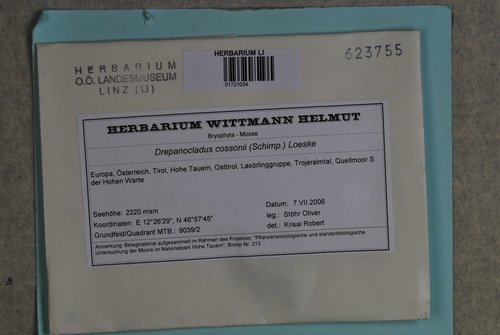 HERBARIUM
O.Ö. LANDESMUSEUM
LINZ (LI)
HERBARIUM LI
01721034
623755
HERBARIUM WITTMANN HELMUT
Bryophyta - Moose
Drepanocladus cossonii (Schimp.) Loeske
Europa, Österreich, Tirol, Hohe Tauern, Osttirol, Lasörlinggruppe, Trojeralmtal, Quellmoor S
der Hohen Warte
Seehöhe: 2220 msm
Koordinaten: E 12°26'29", N 46°57'45"
Grundfeld/Quadrant MTB.: 9039/2
Datum: 7.VII.2006
leg.: Stöhr Oliver
det.: Krisai Robert
Anmerkung: Belegmaterial aufgesammelt im Rahmen des Projektes: "Pflanzensoziologische und standortökologische
Untersuchung der Moore im Nationalpark Hohe Tauern", Biotop Nr. 213